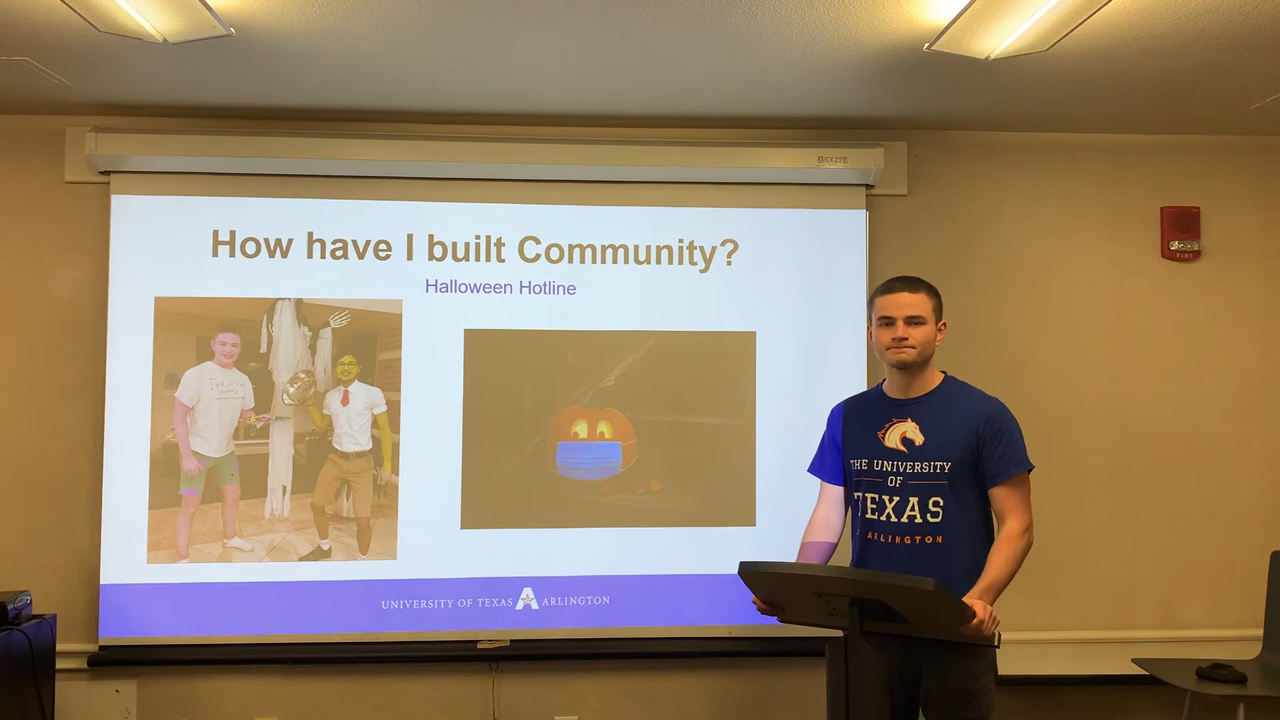 How have I built Community?
Halloween Hotline
UNIVERSITY OF TEXAS
ARLINGTON
THE UNIVERSITY
OF
TEXAS
ARLINGTON
FIRE